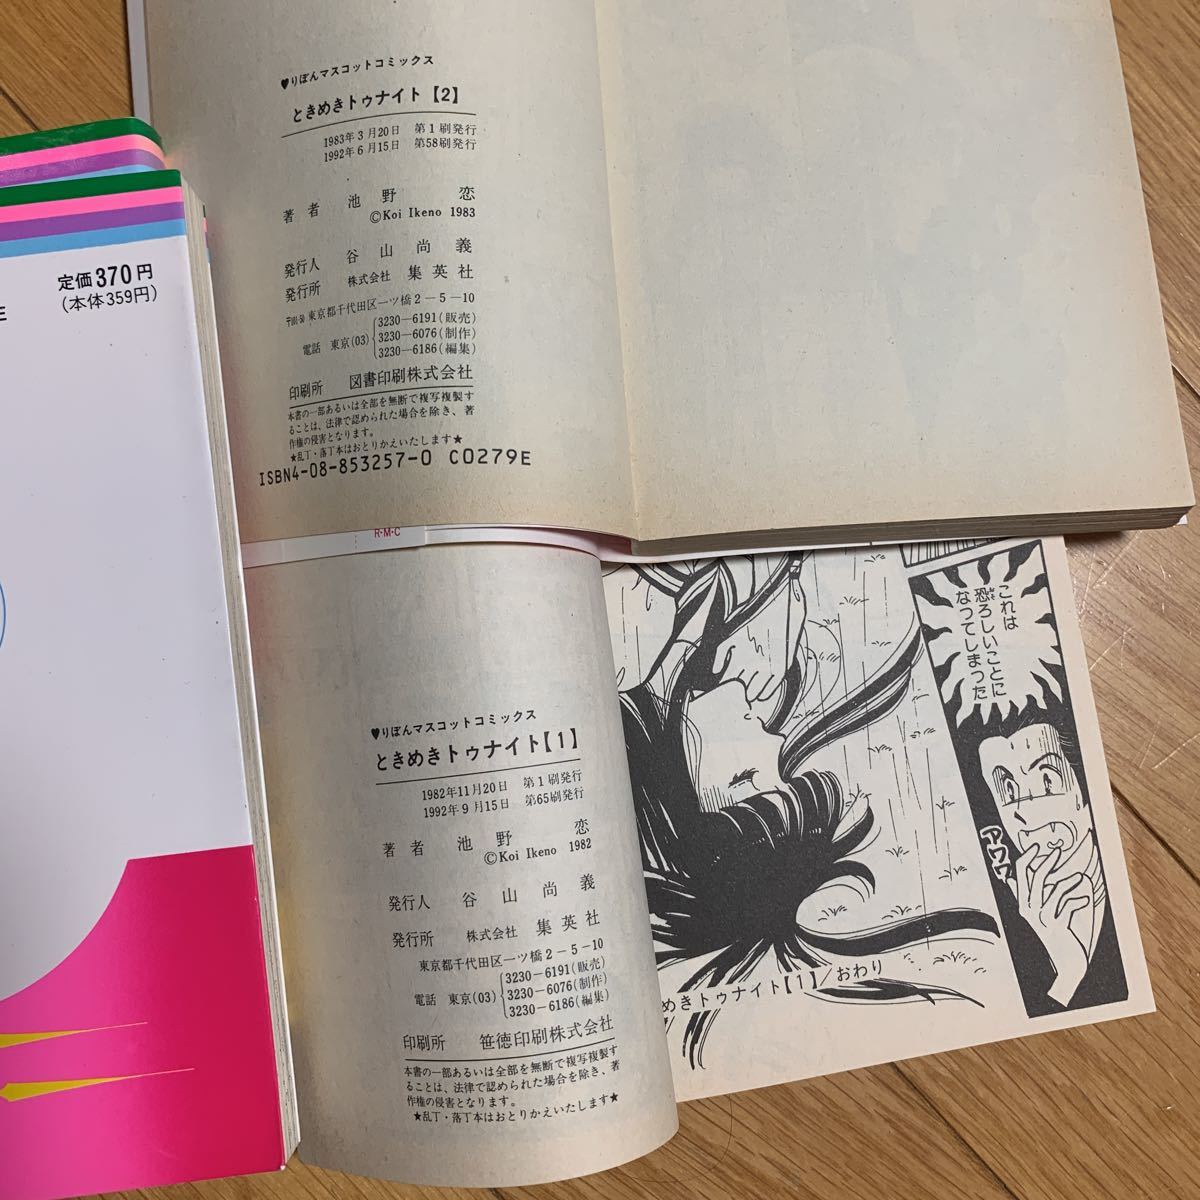 ♥りぼんマスコットコミックス
ときめきトゥナイト【2】
1983年3月20日 第1刷発行
1992年6月15日 第58刷発行
著者 池野恋
©Koi Ikeno 1983
発行人 谷山尚義
発行所 株式会社 集英社
東京都千代田区一ツ橋2-5-10
電話 東京(03)
3230-6191(販売)
3230-6076(制作)
3230-6186(編集)
印刷所 図書印刷株式会社
本書の一部あるいは全部を無断で複写複製す
ることは、法律で認められた場合を除き、著
作権の侵害となります。
★乱丁・落丁本はおとりかえいたします★
ISBN4-08-853257-0 C0279E
定価370円
(本体359円)
E
R・M・C
♥りぼんマスコットコミックス
ときめきトゥナイト【1】
1982年11月20日 第1刷発行
1992年9月15日 第65刷発行
著者 池野恋
©Koi Ikeno 1982
発行人 谷山尚義
発行所 株式会社 集英社
東京都千代田区一ツ橋2-5-10
電話 東京(03)
3230-6191(販売)
3230-6076(制作)
3230-6186(編集)
印刷所 笹徳印刷株式会社
本書の一部あるいは全部を無断で複写複製す
ることは、法律で認められた場合を除き、著
作権の侵害となります。
★乱丁・落丁本はおとりかえいたします★
これは
恐ろしいことに
なってしまった
アワワ
めきトゥナイト【1】/おわり